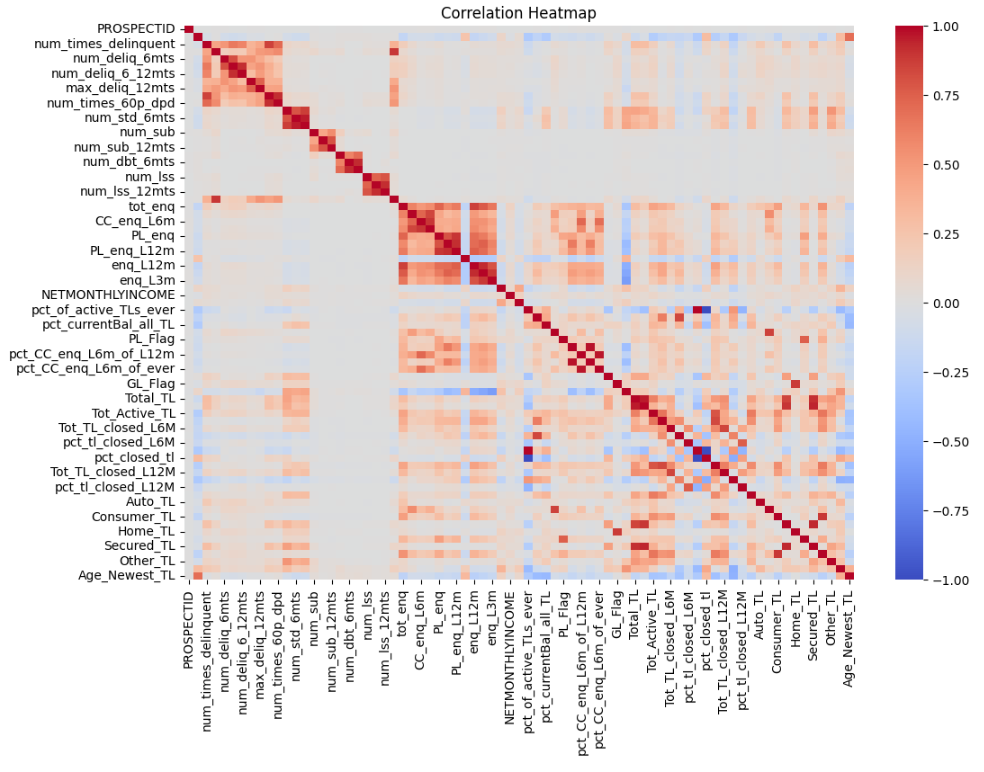 Correlation Heatmap
PROSPECTID
num_times_delinquent
num_deliq_6mts
num_deliq_6_12mts
max_deliq_12mts
num_times_60p_dpd
num_std_6mts
num_sub
num_sub_12mts
num_dbt_6mts
num_lss
num_lss_12mts
tot_enq
CC_enq_L6m
PL_enq
PL_enq_L12m
enq_L12m
enq_L3m
NETMONTHLYINCOME
pct_of_active_TLs_ever
pct_currentBal_all_TL
PL_Flag
pct_CC_enq_L6m_of_L12m
pct_CC_enq_L6m_of_ever
GL_Flag
Total_TL
Tot_Active_TL
Tot_TL_closed_L6M
pct_tl_closed_L6M
pct_closed_tl
Tot_TL_closed_L12M
pct_tl_closed_L12M
Auto_TL
Consumer_TL
Home_TL
Secured_TL
Other_TL
Age_Newest_TL
PROSPECTID
num_times_delinquent
num_deliq_6mts
num_deliq_6_12mts
max_deliq_12mts
num_times_60p_dpd
num_std_6mts
num_sub
num_sub_12mts
num_dbt_6mts
num_lss
num_lss_12mts
tot_enq
CC_enq_L6m
PL_enq
PL_enq_L12m
enq_L12m
enq_L3m
NETMONTHLYINCOME
pct_of_active_TLs_ever
pct_currentBal_all_TL
PL_Flag
pct_CC_enq_L6m_of_L12m
pct_CC_enq_L6m_of_ever
GL_Flag
Total_TL
Tot_Active_TL
Tot_TL_closed_L6M
pct_tl_closed_L6M
pct_closed_tl
Tot_TL_closed_L12M
pct_tl_closed_L12M
Auto_TL
Consumer_TL
Home_TL
Secured_TL
Other_TL
Age_Newest_TL
1.00
0.75
0.50
0.25
0.00
−0.25
−0.50
−0.75
−1.00